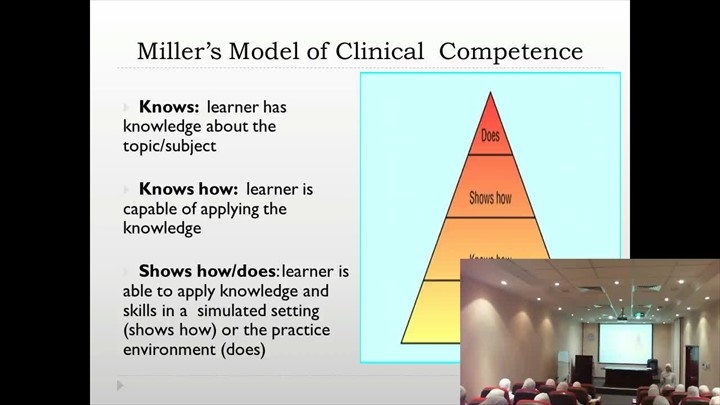 Miller's Model of Clinical Competence
Knows: learner has
knowledge about the
topic/subject
Knows how: learner is
capable of applying the
knowledge
Shows how/does: learner is
able to apply knowledge and
skills in a simulated setting
(shows how) or the practice
environment (does)
Does
Shows how
Knows how